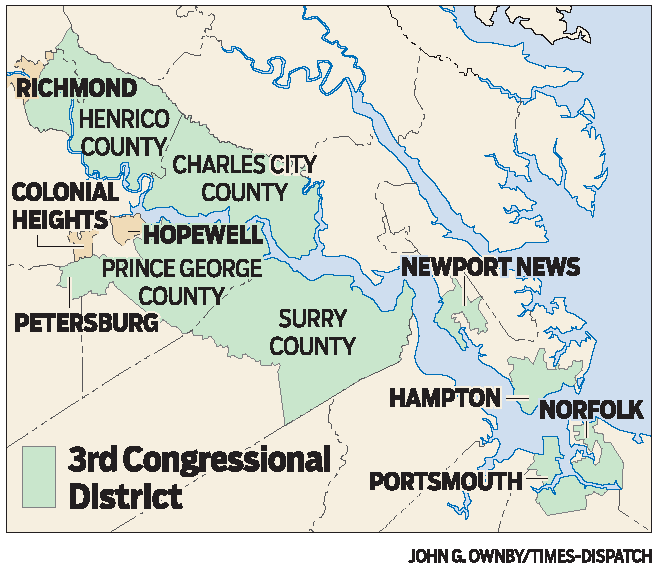 RICHMOND
HENRICO
COUNTY
CHARLES CITY
COUNTY
COLONIAL
HEIGHTS
HOPEWELL
PRINCE GEORGE
COUNTY
NEWPORT NEWS
PETERSBURG
SURRY
COUNTY
HAMPTON
NORFOLK
3rd Congressional
District
PORTSMOUTH
JOHN G. OWNBY/TIMES-DISPATCH